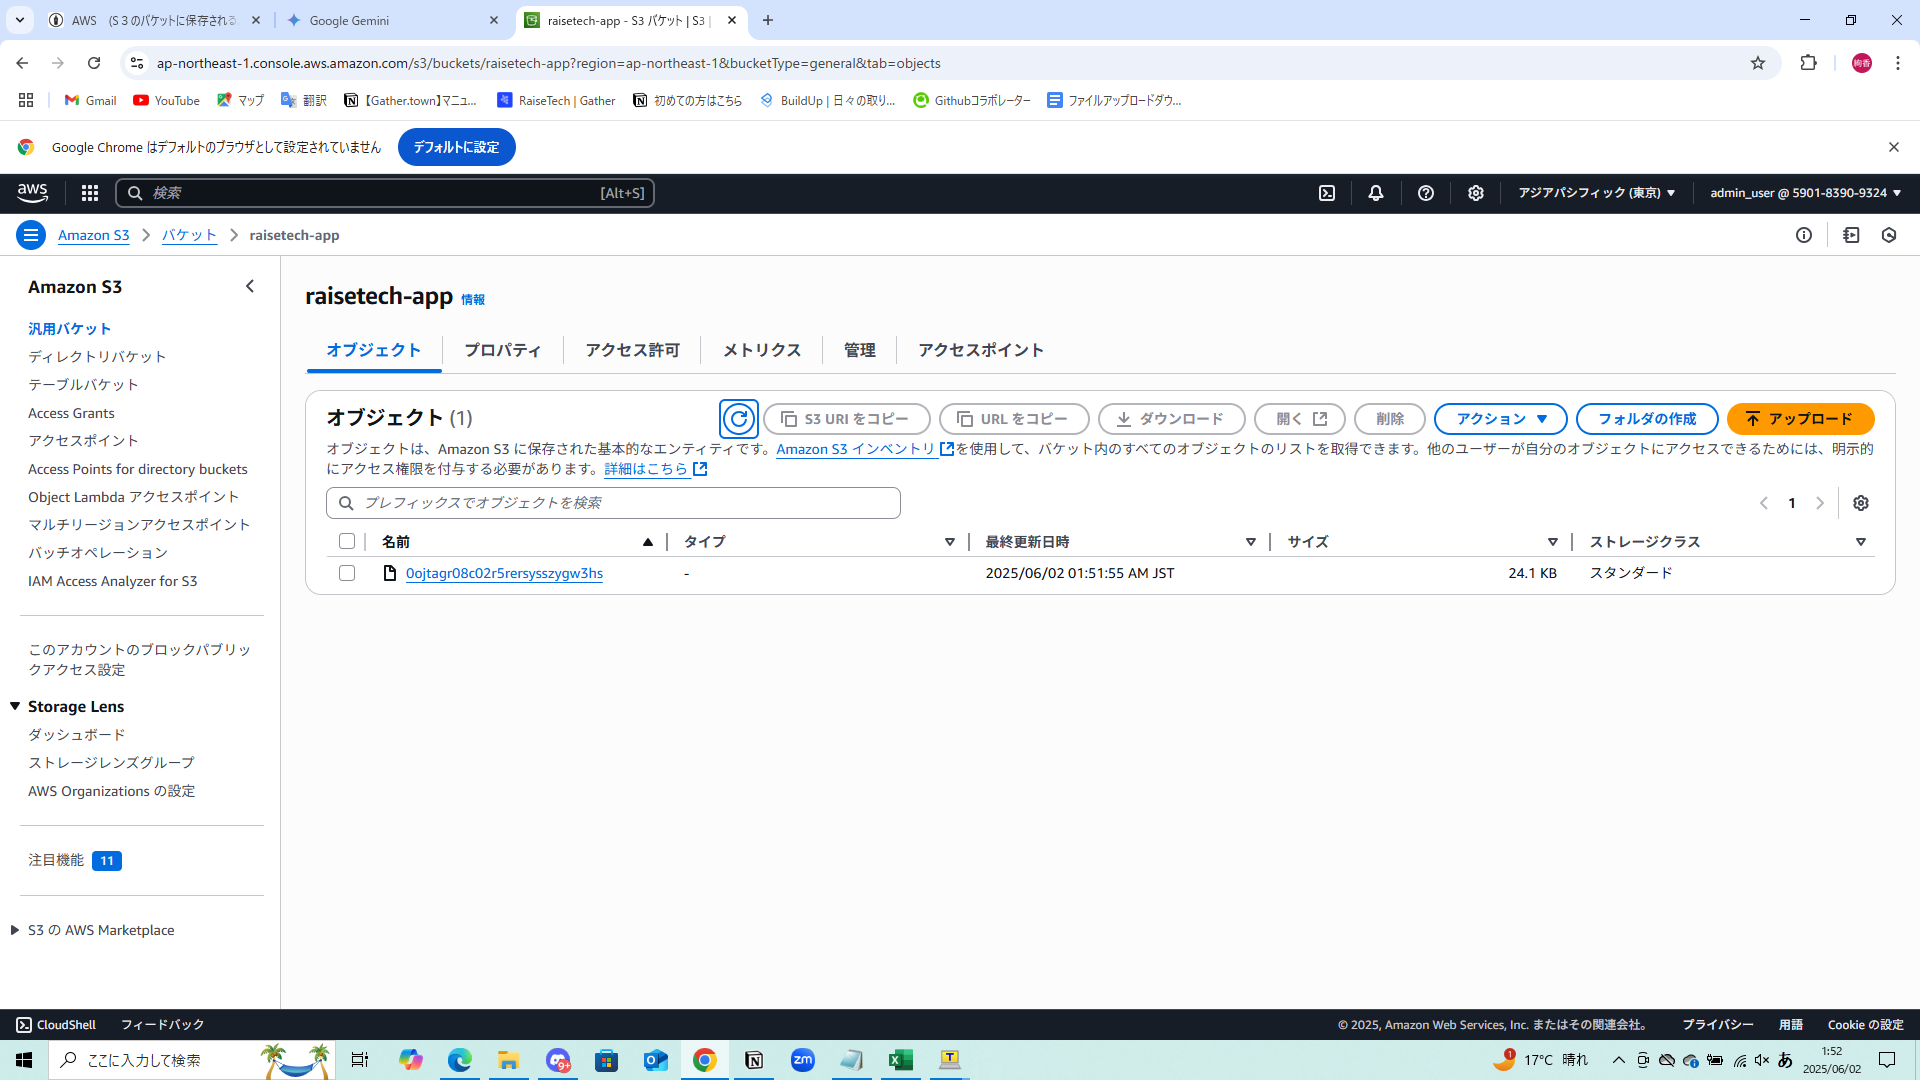 AWS (S３のバケットに保存される
Google Gemini
raisetech-app - S3 バケット | S3 |
ap-northeast-1.console.aws.amazon.com/s3/buckets/raisetech-app?region=ap-northeast-1&bucketType=general&tab=objects
Gmail YouTube マップ 翻訳 【Gather.town】マニュ... RaiseTech | Gather 初めての方はこちら BuildUp | 日々の取り... Githubコラボレーター ファイルアップロードダウ...
Google Chrome はデフォルトのブラウザとして設定されていません デフォルトに設定
aws 検索 [Alt+S] アジアパシフィック (東京) admin_user @ 5901-8390-9324
Amazon S3 バケット raisetech-app
Amazon S3
汎用バケット
ディレクトリバケット
テーブルバケット
Access Grants
アクセスポイント
Access Points for directory buckets
Object Lambda アクセスポイント
マルチリージョンアクセスポイント
バッチオペレーション
IAM Access Analyzer for S3
このアカウントのブロックパブリッ
クアクセス設定
Storage Lens
ダッシュボード
ストレージレンズグループ
AWS Organizations の設定
注目機能 11
S3 の AWS Marketplace
raisetech-app 情報
オブジェクト プロパティ アクセス許可 メトリクス 管理 アクセスポイント
オブジェクト (1) S3 URI をコピー URL をコピー ダウンロード 開く 削除 アクション フォルダの作成 アップロード
オブジェクトは、Amazon S3 に保存された基本的なエンティティです。Amazon S3 インベントリ を使用して、バケット内のすべてのオブジェクトのリストを取得できます。他のユーザーが自分のオブジェクトにアクセスできるためには、明示的
にアクセス権限を付与する必要があります。詳細はこちら
プレフィックスでオブジェクトを検索 1
名前 タイプ 最終更新日時 サイズ ストレージクラス
0ojtagr08c02r5rersysszygw3hs - 2025/06/02 01:51:55 AM JST 24.1 KB スタンダード
CloudShell フィードバック © 2025, Amazon Web Services, Inc. またはその関連会社。 プライバシー 用語 Cookie の設定
ここに入力して検索 9+ zm 1 17°C 晴れ あ 1:52
2025/06/02